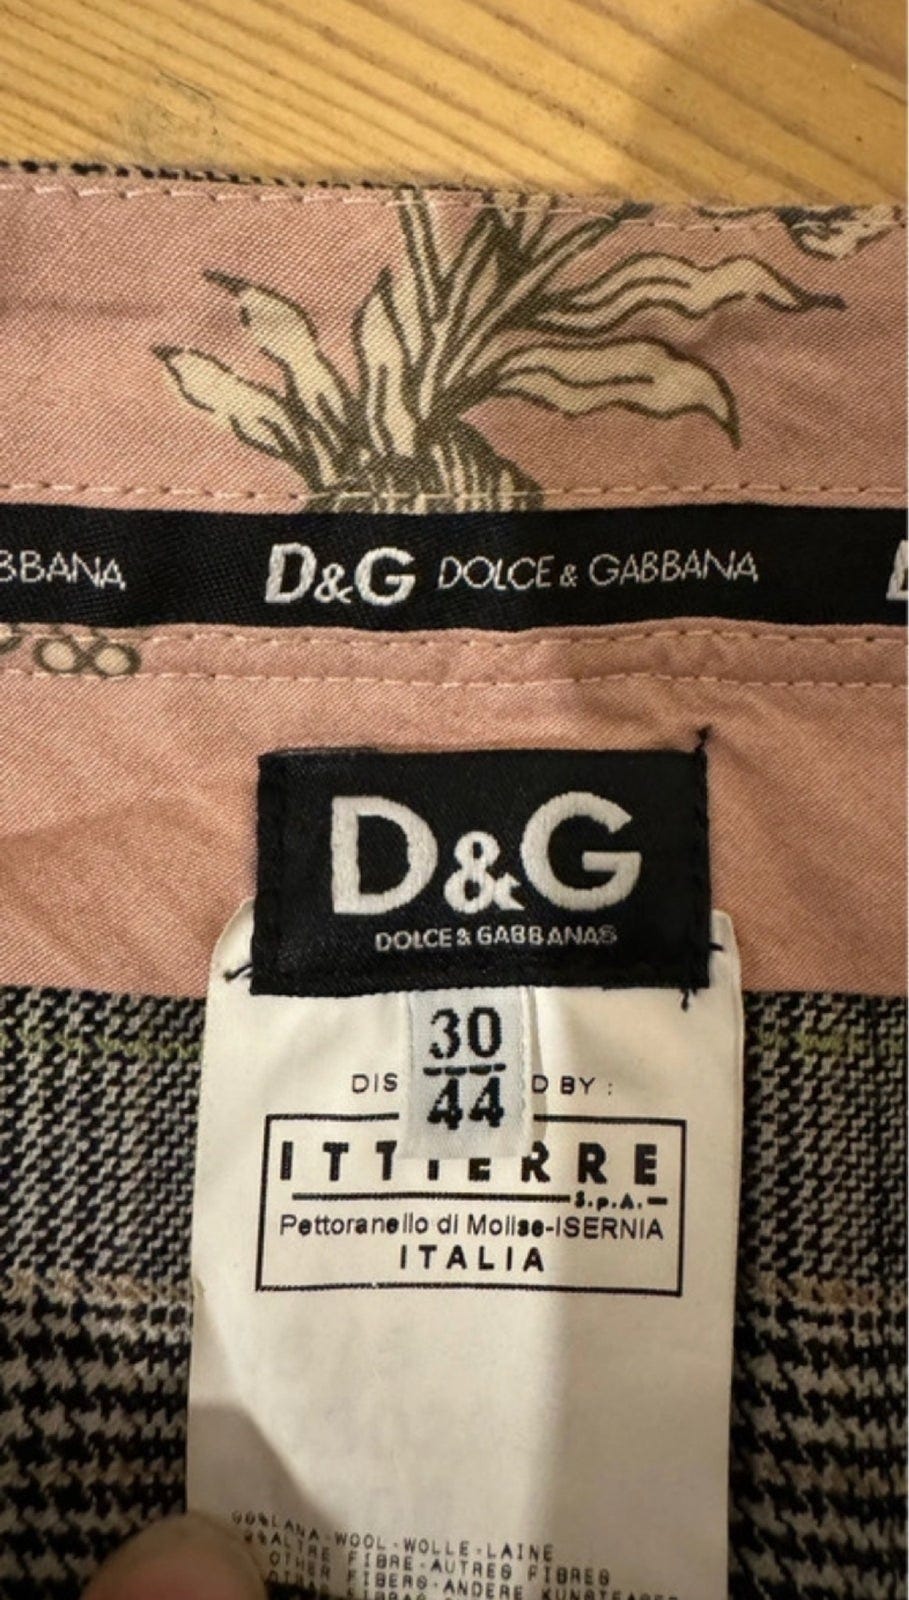 BBANA D&G DOLCE & GABBANA
D&G
DOLCE & GABBANAS
30
44
BY :
ITTIERRE
S.p.A.
Pettoranello di Molise-ISERNIA
ITALIA
LANA-WOOL-WOLLE-LAINE
ALTRE FIBRE-AUTRES FIBRES
OTHER FIBERS-ANDERE